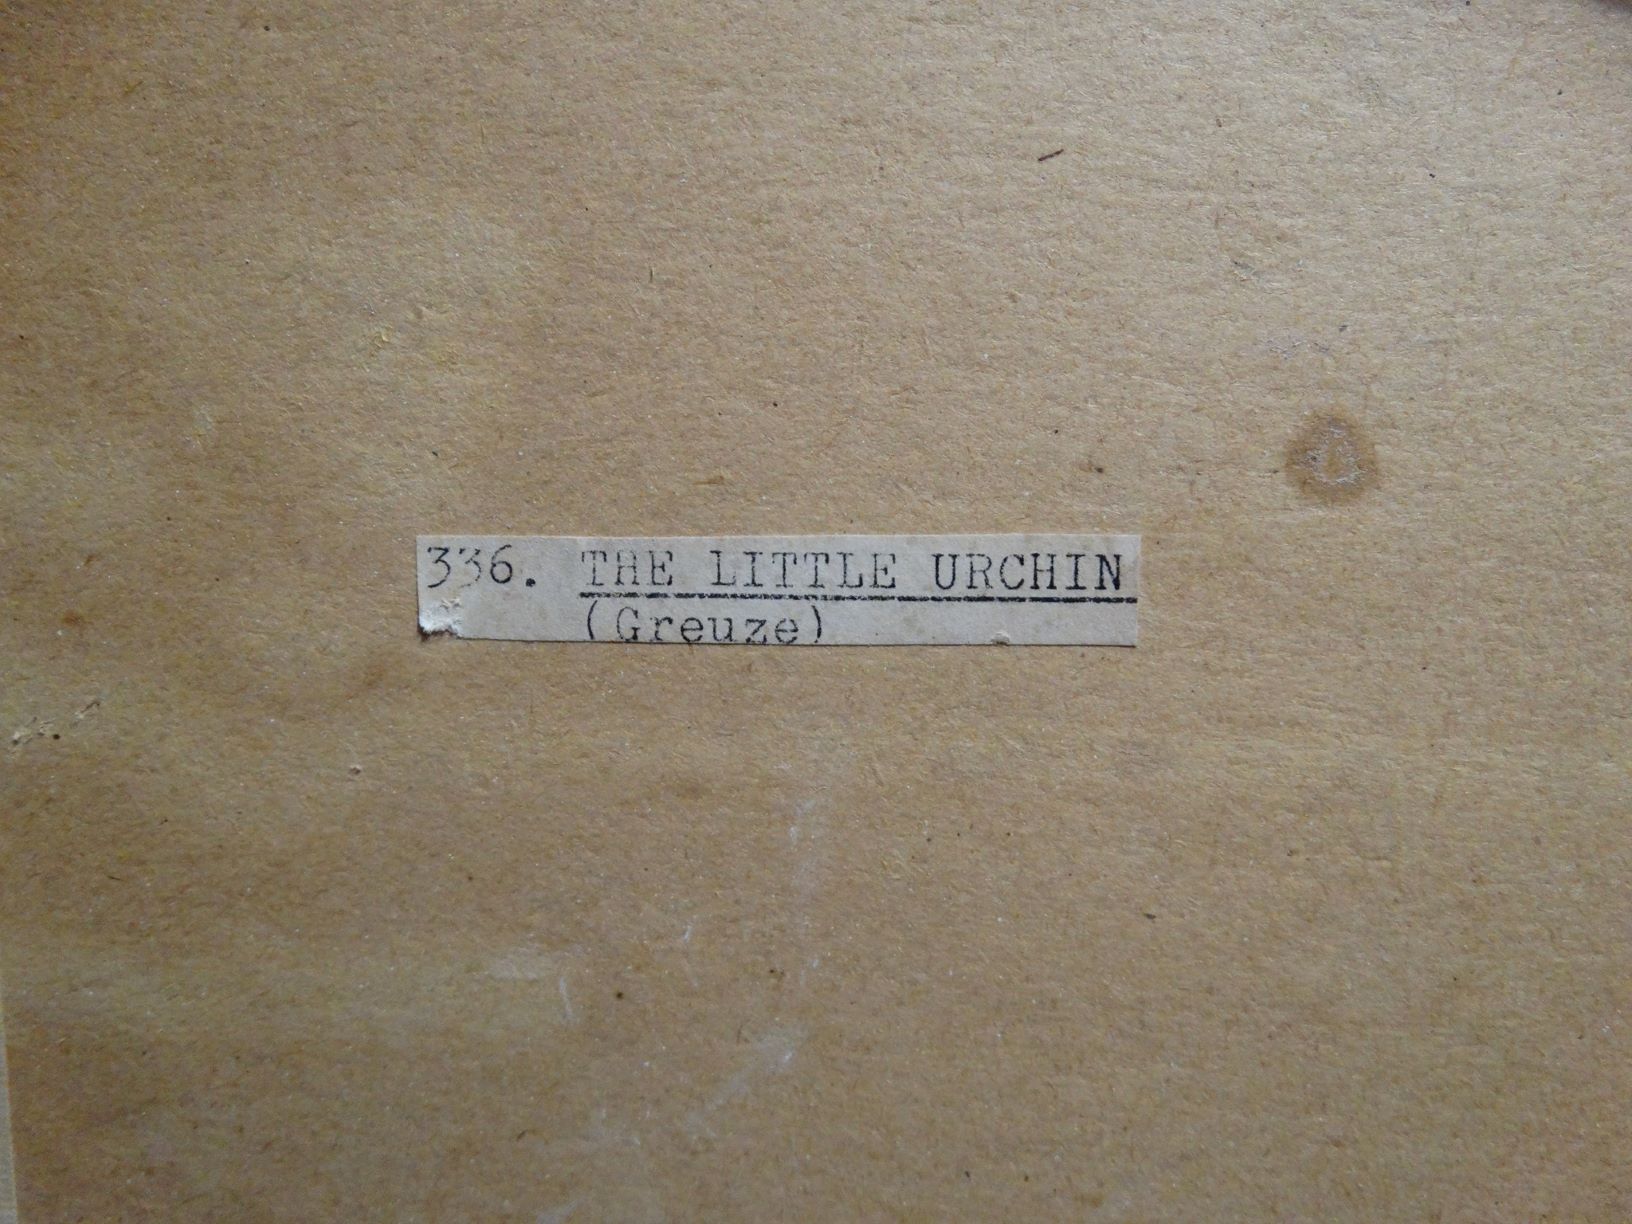 336. THE LITTLE URCHIN
(Greuze)